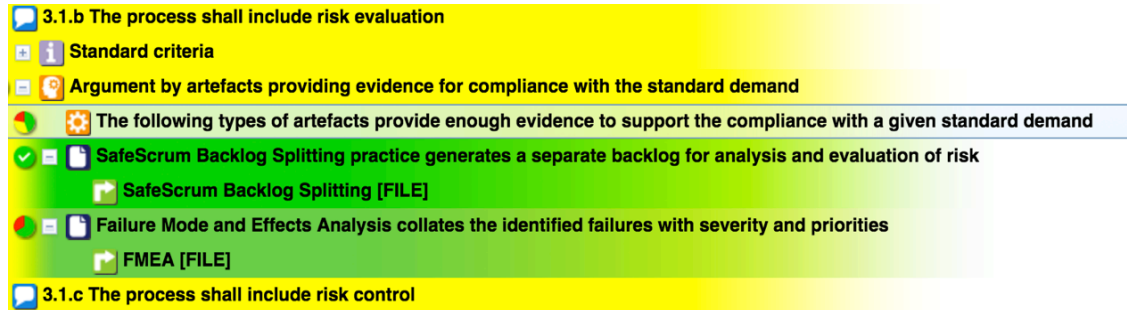 3.1.b The process shall include risk evaluation
Standard criteria
Argument by artefacts providing evidence for compliance with the standard demand
The following types of artefacts provide enough evidence to support the compliance with a given standard demand
SafeScrum Backlog Splitting practice generates a separate backlog for analysis and evaluation of risk
SafeScrum Backlog Splitting [FILE]
Failure Mode and Effects Analysis collates the identified failures with severity and priorities
FMEA [FILE]
3.1.c The process shall include risk control